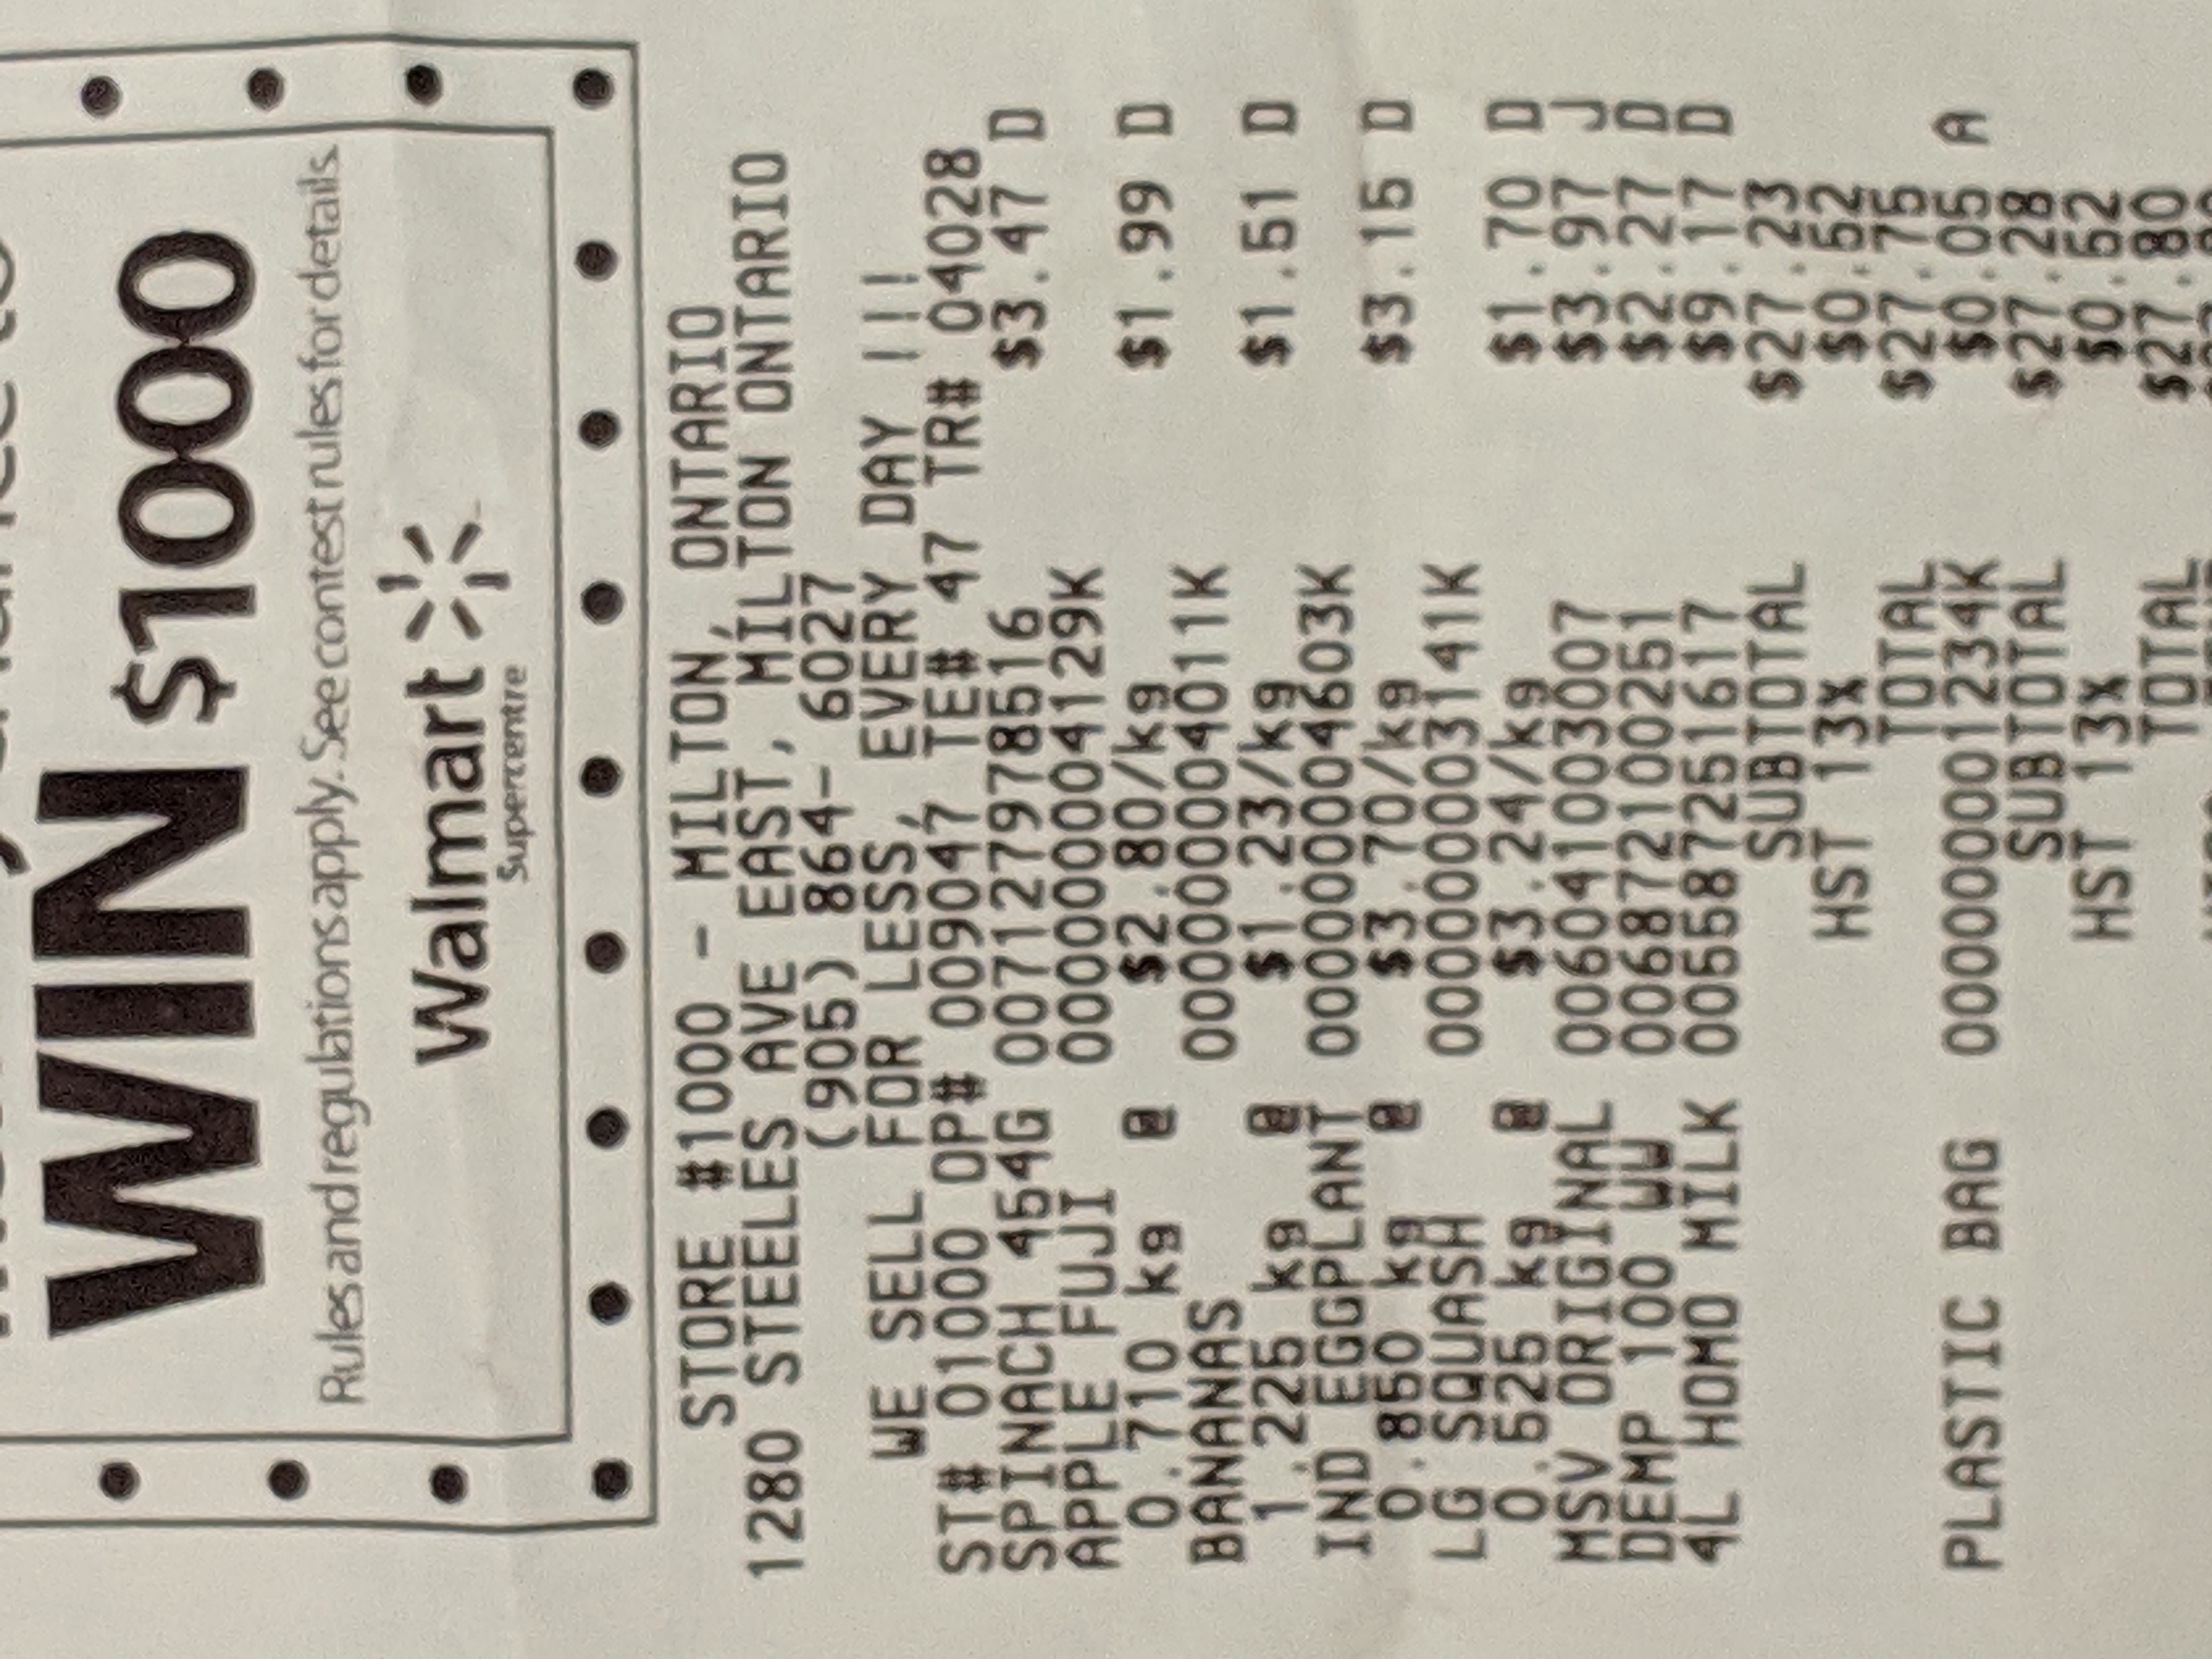 chance to
WIN $1000
Rules and regulations apply. See contest rules for details.
Walmart
Supercentre
STORE #1000 - MILTON, ONTARIO
1280 STEELES AVE EAST, MILTON ONTARIO
(905) 864- 6027
WE SELL FOR LESS, EVERY DAY !!!
ST# 01000 OP# 009047 TE# 47 TR# 04028
SPINACH 454G 007127978516 $3.47 D
APPLE FUJI 000000004129K
0.710 kg @ $2.80/kg $1.99 D
BANANAS 000000004011K
1.225 kg @ $1.23/kg $1.51 D
IND EGGPLANT 000000004603K
0.850 kg @ $3.70/kg $3.15 D
LG SQUASH 000000003141K
0.525 kg @ $3.24/kg $1.70 D
MSV ORIGINAL 006041003007 $3.97 J
DEMP 100 WW 006872100251 $2.27 D
4L HOMO MILK 005587251617 $9.17 D
SUBTOTAL $27.23
HST 13% $0.52
TOTAL $27.75
PLASTIC BAG 000000001234K $0.05 A
SUBTOTAL $27.28
HST 13% $0.52
TOTAL $27.80